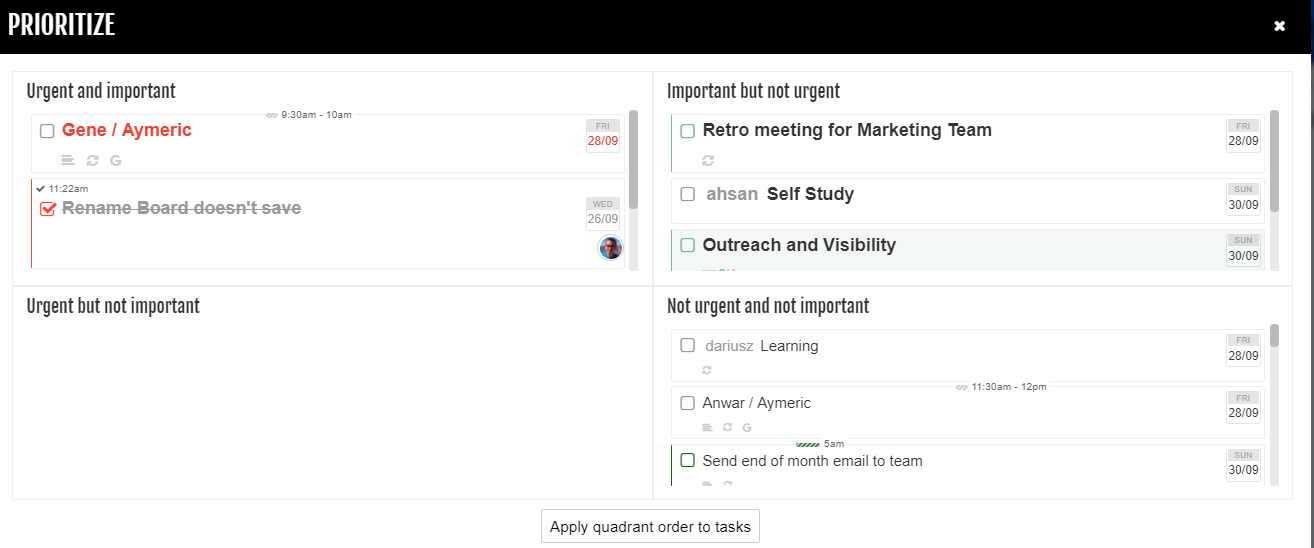 PRIORITIZE
Urgent and important
9:30am - 10am
Gene / Aymeric
FRI
28/09
G
11:22am
Rename Board doesn't save
WED
26/09
Important but not urgent
Retro meeting for Marketing Team
FRI
28/09
ahsan Self Study
SUN
30/09
Outreach and Visibility
SUN
30/09
Urgent but not important
Not urgent and not important
dariusz Learning
FRI
28/09
11:30am - 12pm
Anwar / Aymeric
FRI
28/09
G
5am
Send end of month email to team
SUN
30/09
Apply quadrant order to tasks